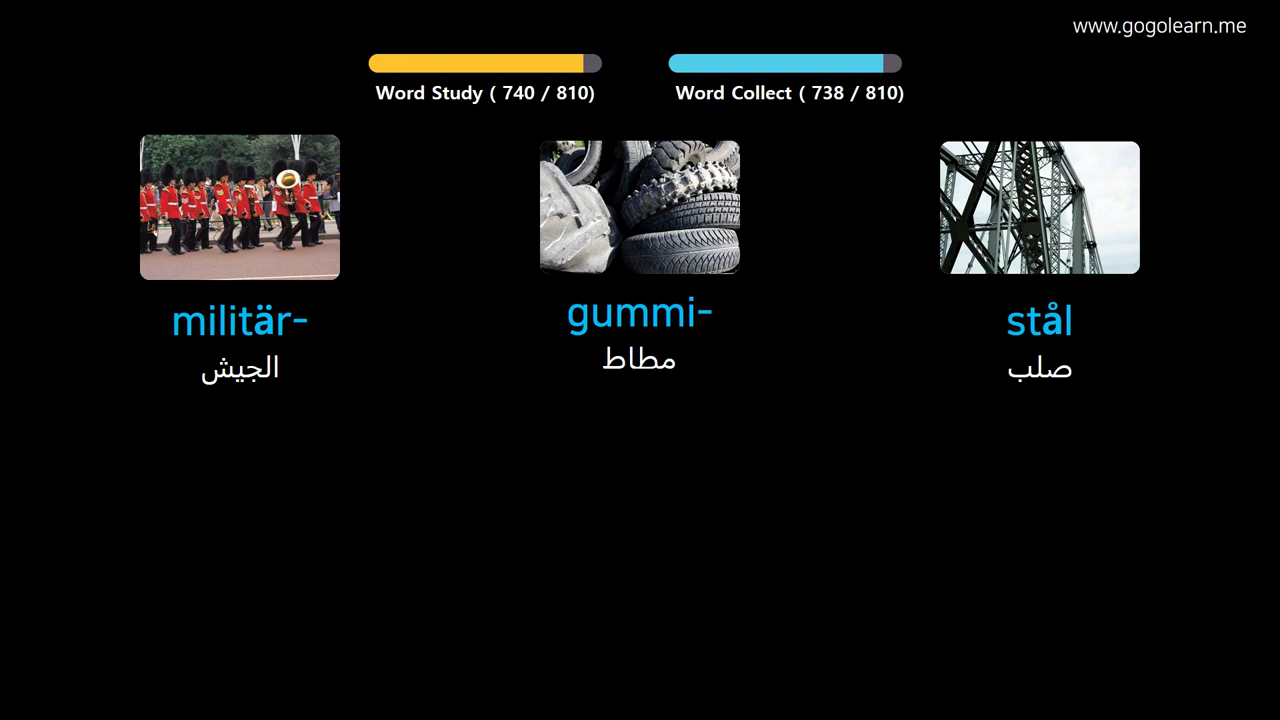 www.gogolearn.me
Word Study ( 740 / 810)
Word Collect ( 738 / 810)
militär-
الجيش
gummi-
مطاط
stål
صلب